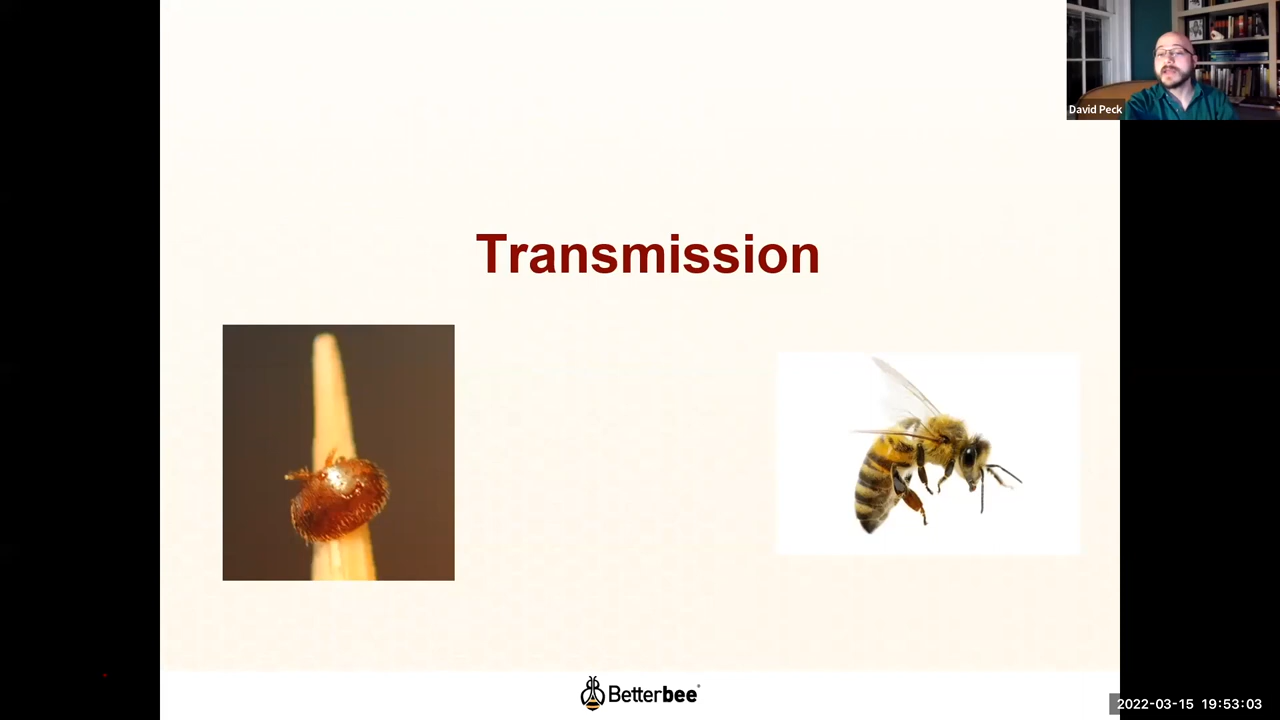 David Peck
Transmission
Betterbee®
2022-03-15 19:53:03